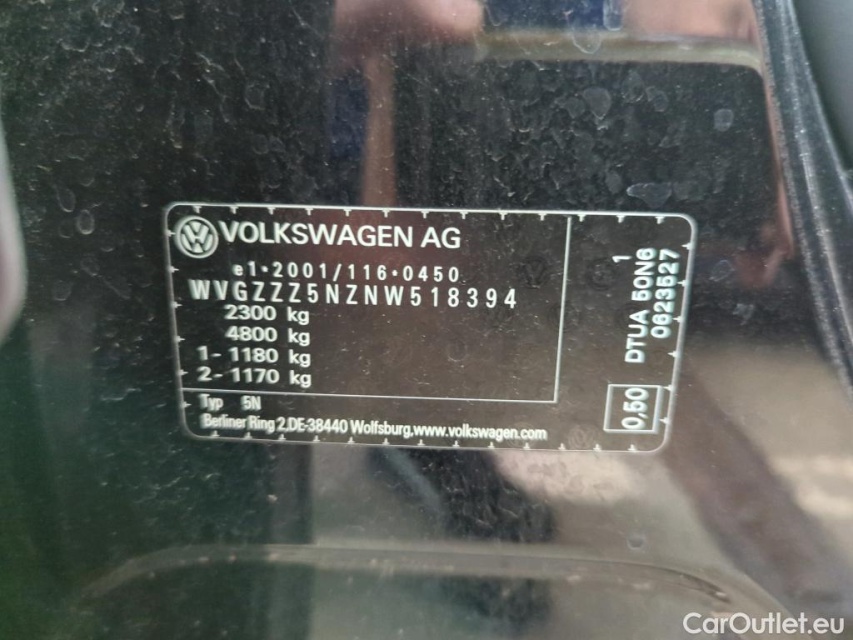 VOLKSWAGEN AG
e1*2001/116*0450
WVGZZZ5NZNW518394
2300 kg
4800 kg
1- 1180 kg
2- 1170 kg
Typ 5N
Berliner Ring 2,DE-38440 Wolfsburg,www.volkswagen.com
1
DTUA 50N6
0623527
0,50
CarOutlet.eu